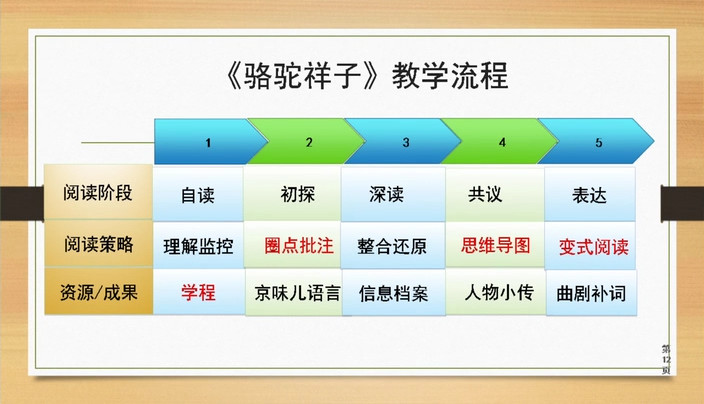 《骆驼祥子》教学流程
1 2 3 4 5
阅读阶段 自读 初探 深读 共议 表达
阅读策略 理解监控 圈点批注 整合还原 思维导图 变式阅读
资源/成果 学程 京味儿语言 信息档案 人物小传 曲剧补词
第
12
页